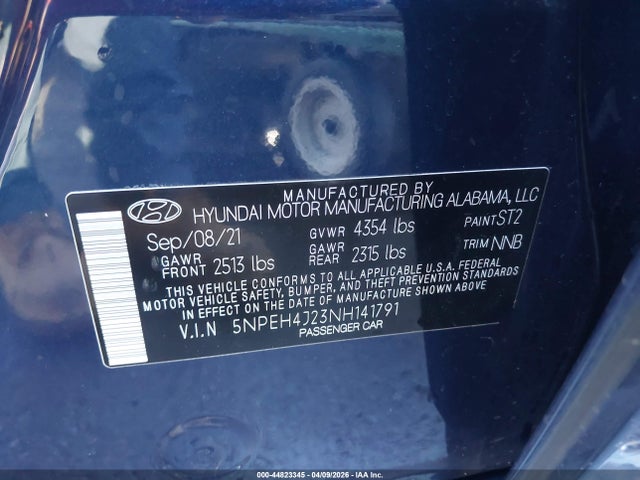 MANUFACTURED BY
HYUNDAI MOTOR MANUFACTURING ALABAMA, LLC
Sep/08/21 GVWR 4354 lbs PAINT ST2
GAWR FRONT 2513 lbs GAWR REAR 2315 lbs TRIM NNB
THIS VEHICLE CONFORMS TO ALL APPLICABLE U.S.A. FEDERAL
MOTOR VEHICLE SAFETY, BUMPER, AND THEFT PREVENTION STANDARDS
IN EFFECT ON THE DATE OF MANUFACTURE SHOWN ABOVE.
V.I.N 5NPEH4J23NH141791
PASSENGER CAR
000-44823345 - 04/09/2026 - IAA Inc.